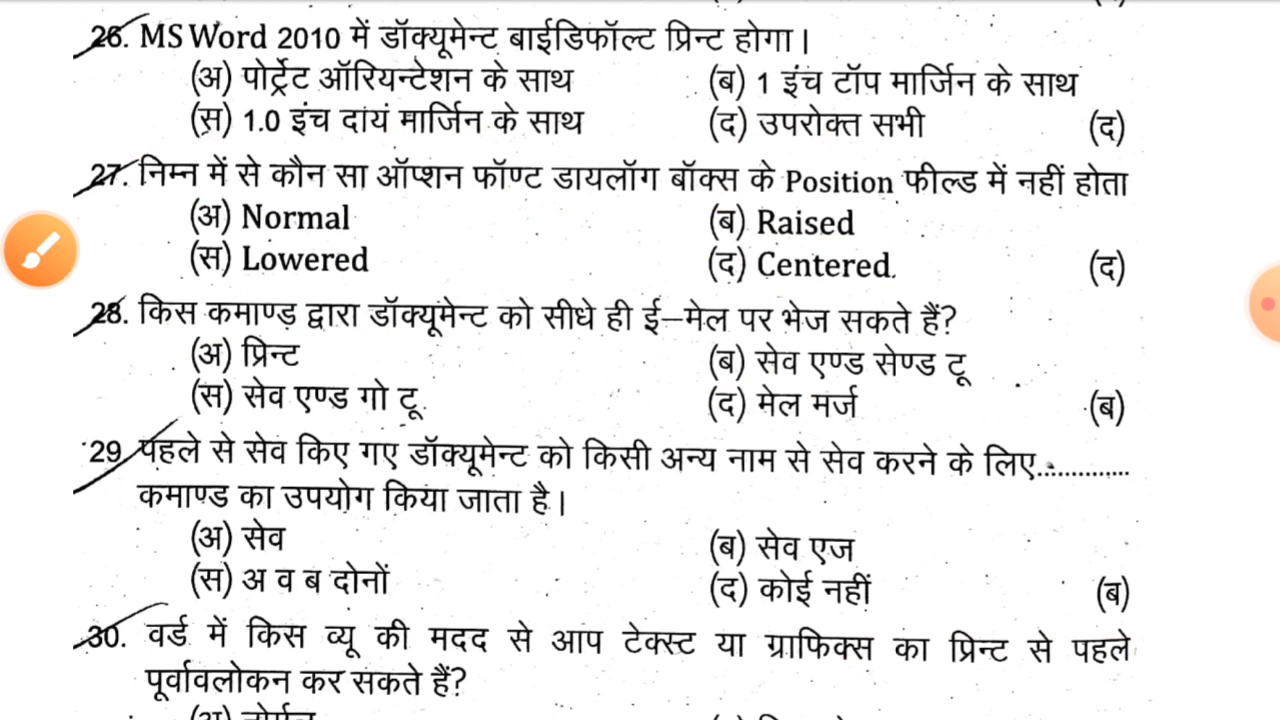 26. MS Word 2010 में डॉक्यूमेन्ट बाईडिफॉल्ट प्रिन्ट होगा।
(अ) पोर्ट्रेट ऑरियन्टेशन के साथ (ब) 1 इंच टॉप मार्जिन के साथ
(स) 1.0 इंच दांयं मार्जिन के साथ (द) उपरोक्त सभी (द)
27. निम्न में से कौन सा ऑप्शन फॉण्ट डायलॉग बॉक्स के Position फील्ड में नहीं होता
(अ) Normal (ब) Raised
(स) Lowered (द) Centered. (द)
28. किस कमाण्ड द्वारा डॉक्यूमेन्ट को सीधे ही ई–मेल पर भेज सकते हैं?
(अ) प्रिन्ट (ब) सेव एण्ड सेण्ड टू
(स) सेव एण्ड गो टू (द) मेल मर्ज (ब)
29 पहले से सेव किए गए डॉक्यूमेन्ट को किसी अन्य नाम से सेव करने के लिए.............
कमाण्ड का उपयोग किया जाता है।
(अ) सेव (ब) सेव एज
(स) अ व ब दोनों (द) कोई नहीं (ब)
30. वर्ड में किस व्यू की मदद से आप टेक्स्ट या ग्राफिक्स का प्रिन्ट से पहले
पूर्वावलोकन कर सकते हैं?